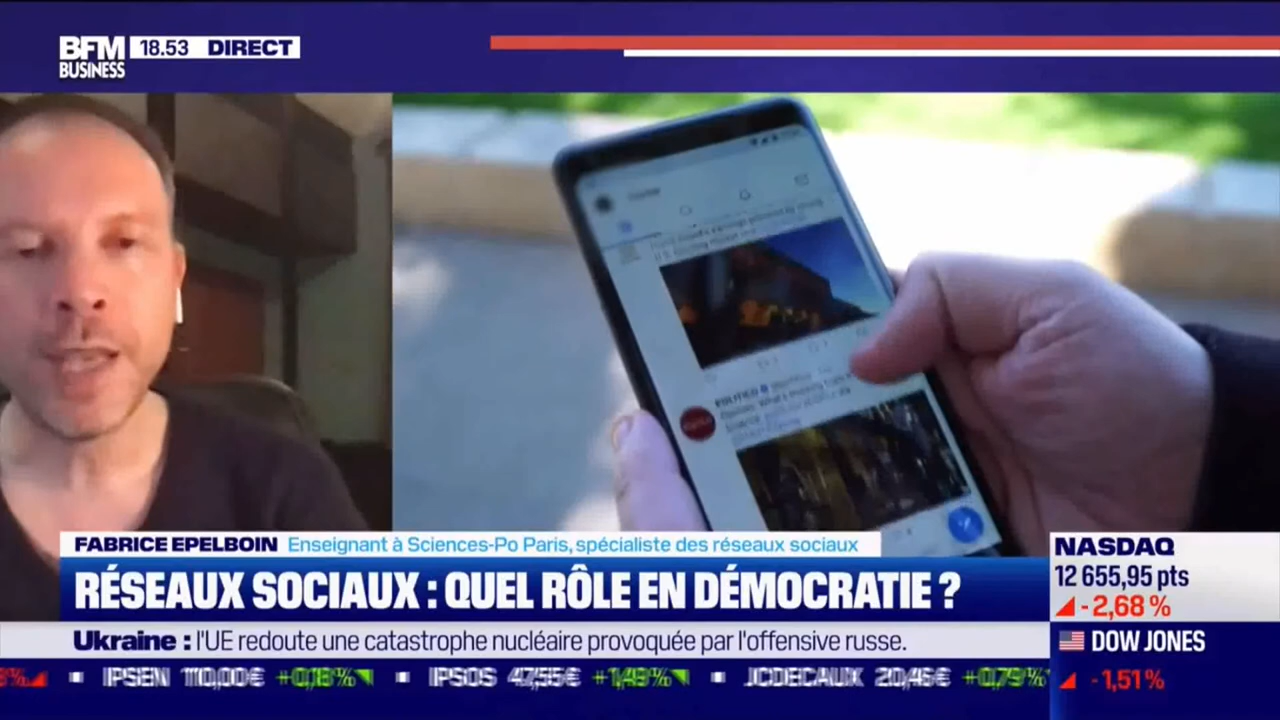 BFM
BUSINESS
18.53 DIRECT
POLITICO
FABRICE EPELBOIN Enseignant à Sciences-Po Paris, spécialiste des réseaux sociaux
RÉSEAUX SOCIAUX : QUEL RÔLE EN DÉMOCRATIE ?
Ukraine : l'UE redoute une catastrophe nucléaire provoquée par l'offensive russe.
NASDAQ
12 655,95 pts
-2,68 %
DOW JONES
-1,51 %
IPSEN 110,00€ +0,18% IPSOS 47,55€ +1,49% JCDECAUX 20,46€ +0,79%